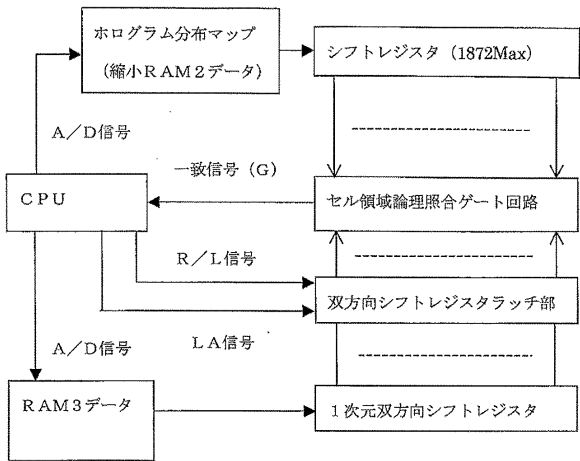 ホログラム分布マップ
(縮小RAM2データ)
シフトレジスタ(1872Max)
A/D信号
一致信号(G)
CPU
セル領域論理照合ゲート回路
R/L信号
双方向シフトレジスタラッチ部
LA信号
A/D信号
RAM3データ
1次元双方向シフトレジスタ